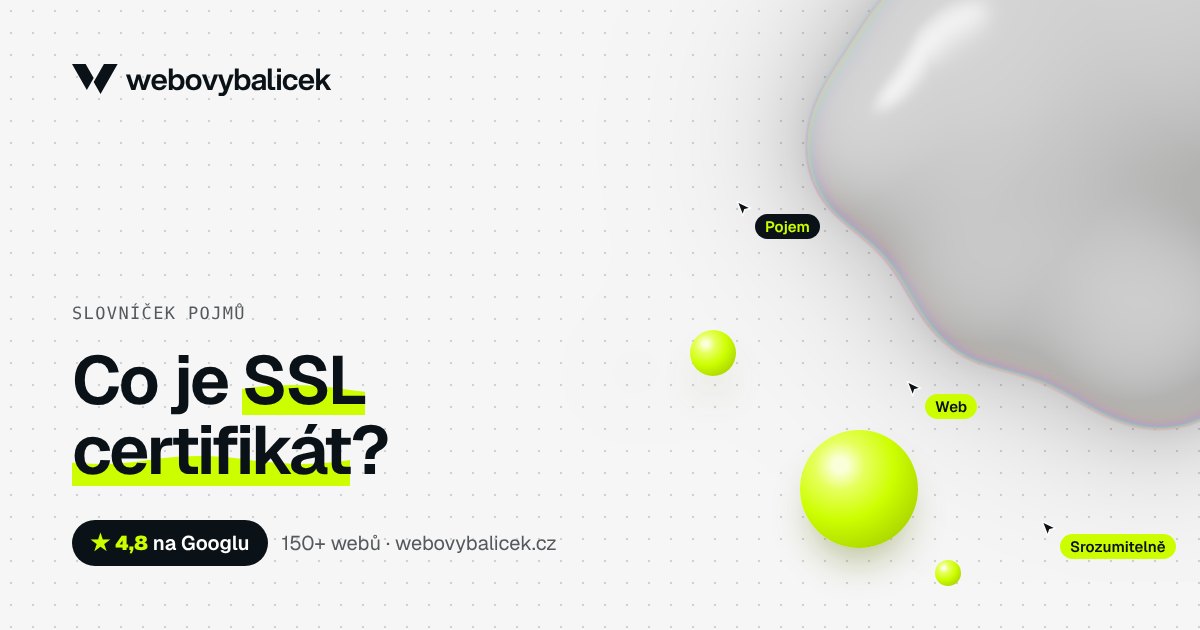 webovybalicek
Pojem
SLOVNÍČEK POJMŮ
Co je SSL
certifikát?
Web
★ 4,8 na Googlu
150+ webů · webovybalicek.cz
Srozumitelně